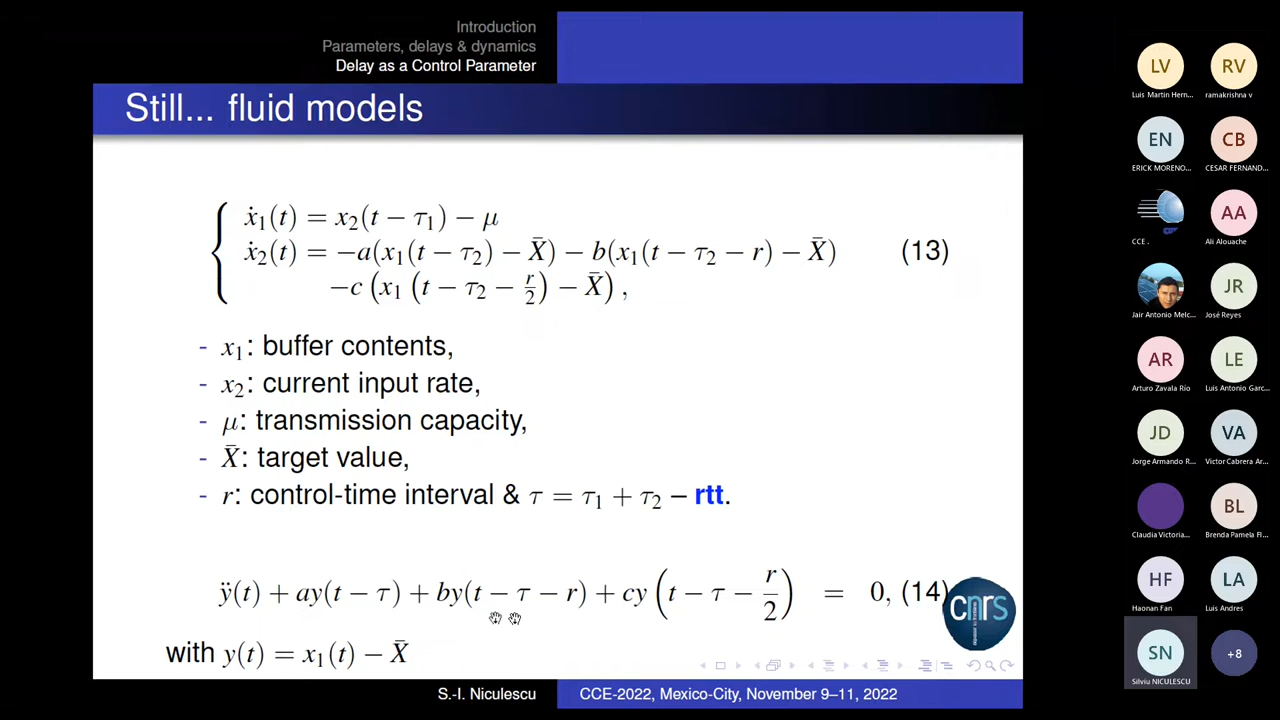 Introduction
Parameters, delays & dynamics
Delay as a Control Parameter
Still... fluid models
ẋ₁(t) = x₂(t − τ₁) − μ
ẋ₂(t) = −a(x₁(t − τ₂) − X̄) − b(x₁(t − τ₂ − r) − X̄) (13)
−c (x₁ (t − τ₂ − r/2) − X̄) ,
- x₁: buffer contents,
- x₂: current input rate,
- μ: transmission capacity,
- X̄: target value,
- r: control-time interval & τ = τ₁ + τ₂ – rtt.
ÿ(t) + ay(t − τ) + by(t − τ − r) + cy (t − τ − r/2) = 0, (14)
cnrs
with y(t) = x₁(t) − X̄
S.-I. Niculescu
CCE-2022, Mexico-City, November 9–11, 2022
LV
RV
Luis Martin Hern...
ramakrishna v
EN
CB
ERICK MORENO...
CESAR FERNAND...
AA
CCE .
Ali Alouache
JR
Jair Antonio Melc...
José Reyes
AR
LE
Arturo Zavala Río
Luis Antonio Garc...
JD
VA
Jorge Armando R...
Victor Cabrera Ar...
BL
Claudia Victoria...
Brenda Pamela Fl...
HF
LA
Haonan Fan
Luis Andres
SN
+8
Silviu NICULESCU